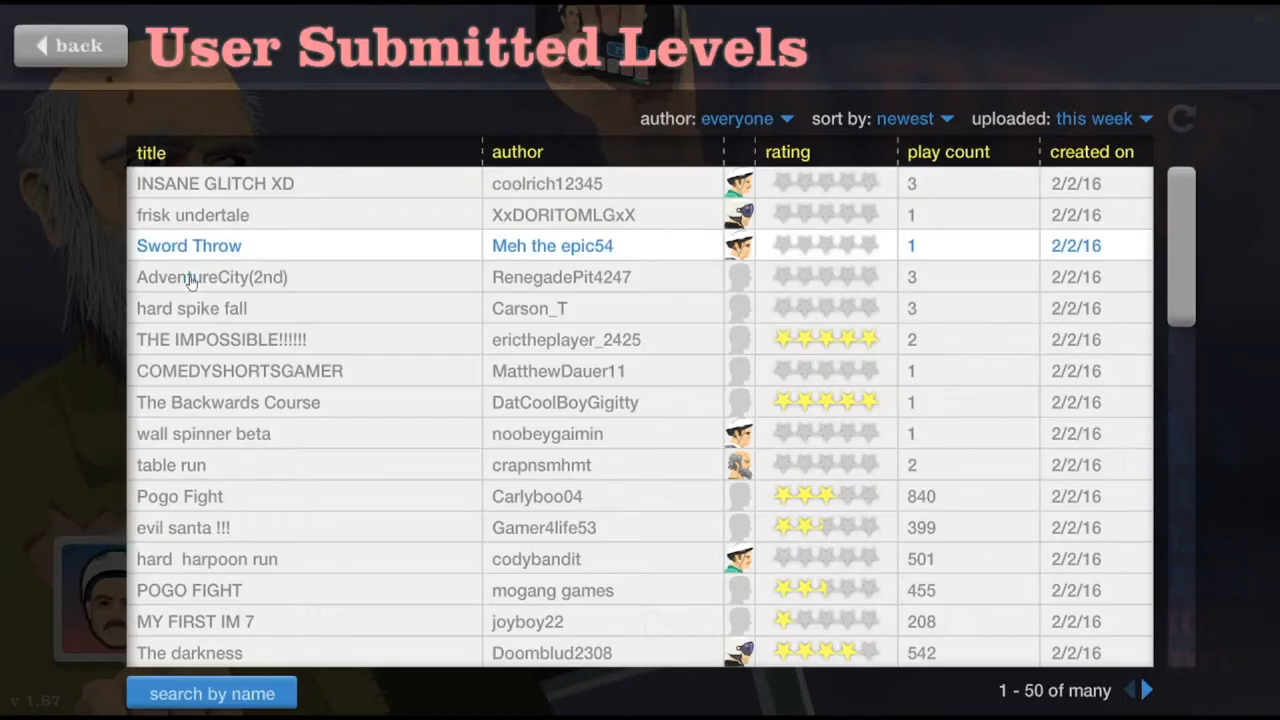 back
User Submitted Levels
author: everyone sort by: newest uploaded: this week
title author rating play count created on
INSANE GLITCH XD coolrich12345 3 2/2/16
frisk undertale XxDORITOMLGxX 1 2/2/16
Sword Throw Meh the epic54 1 2/2/16
AdventureCity(2nd) RenegadePit4247 3 2/2/16
hard spike fall Carson_T 3 2/2/16
THE IMPOSSIBLE!!!!!! erictheplayer_2425 2 2/2/16
COMEDYSHORTSGAMER MatthewDauer11 1 2/2/16
The Backwards Course DatCoolBoyGigitty 1 2/2/16
wall spinner beta noobeygaimin 1 2/2/16
table run crapnsmhmt 2 2/2/16
Pogo Fight Carlyboo04 840 2/2/16
evil santa !!! Gamer4life53 399 2/2/16
hard  harpoon run codybandit 501 2/2/16
POGO FIGHT mogang games 455 2/2/16
MY FIRST IM 7 joyboy22 208 2/2/16
The darkness Doomblud2308 542 2/2/16
search by name 1 - 50 of many
v 1.87